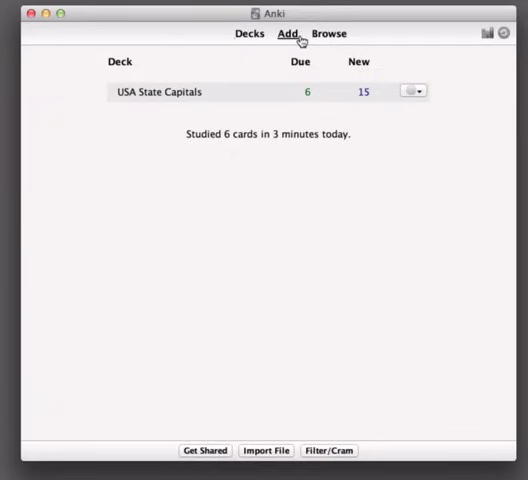 Anki
Decks Add Browse
Deck Due New
USA State Capitals 6 15
Studied 6 cards in 3 minutes today.
Get Shared Import File Filter/Cram